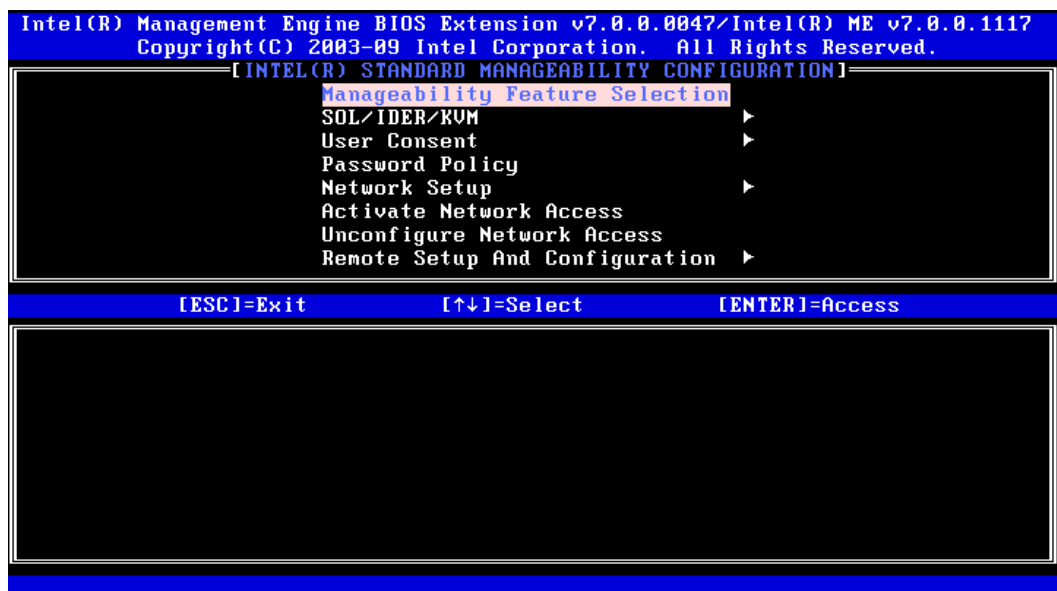 Intel(R) Management Engine BIOS Extension v7.0.0.0047/Intel(R) ME v7.0.0.1117
Copyright(C) 2003-09 Intel Corporation.  All Rights Reserved.
[INTEL(R) STANDARD MANAGEABILITY CONFIGURATION]
Manageability Feature Selection
SOL/IDER/KVM ►
User Consent ►
Password Policy
Network Setup ►
Activate Network Access
Unconfigure Network Access
Remote Setup And Configuration ►
[ESC]=Exit [↑↓]=Select [ENTER]=Access